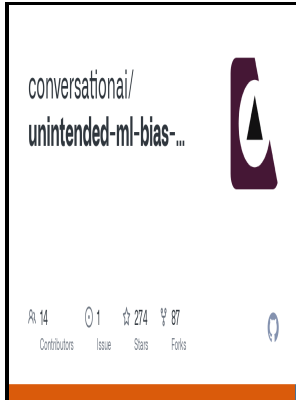 conversationai/
unintended-ml-bias-...
14 1 274 87
Contributors Issue Stars Forks